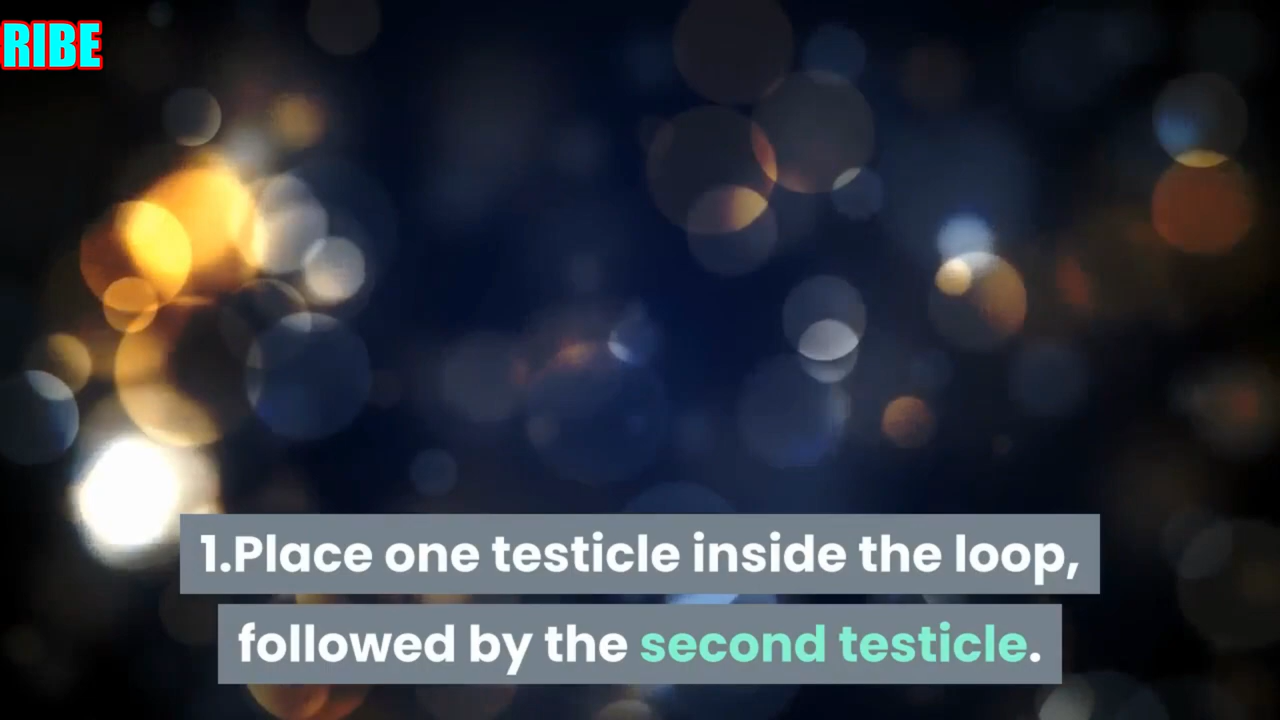 RIBE
1.Place one testicle inside the loop,
followed by the second testicle.